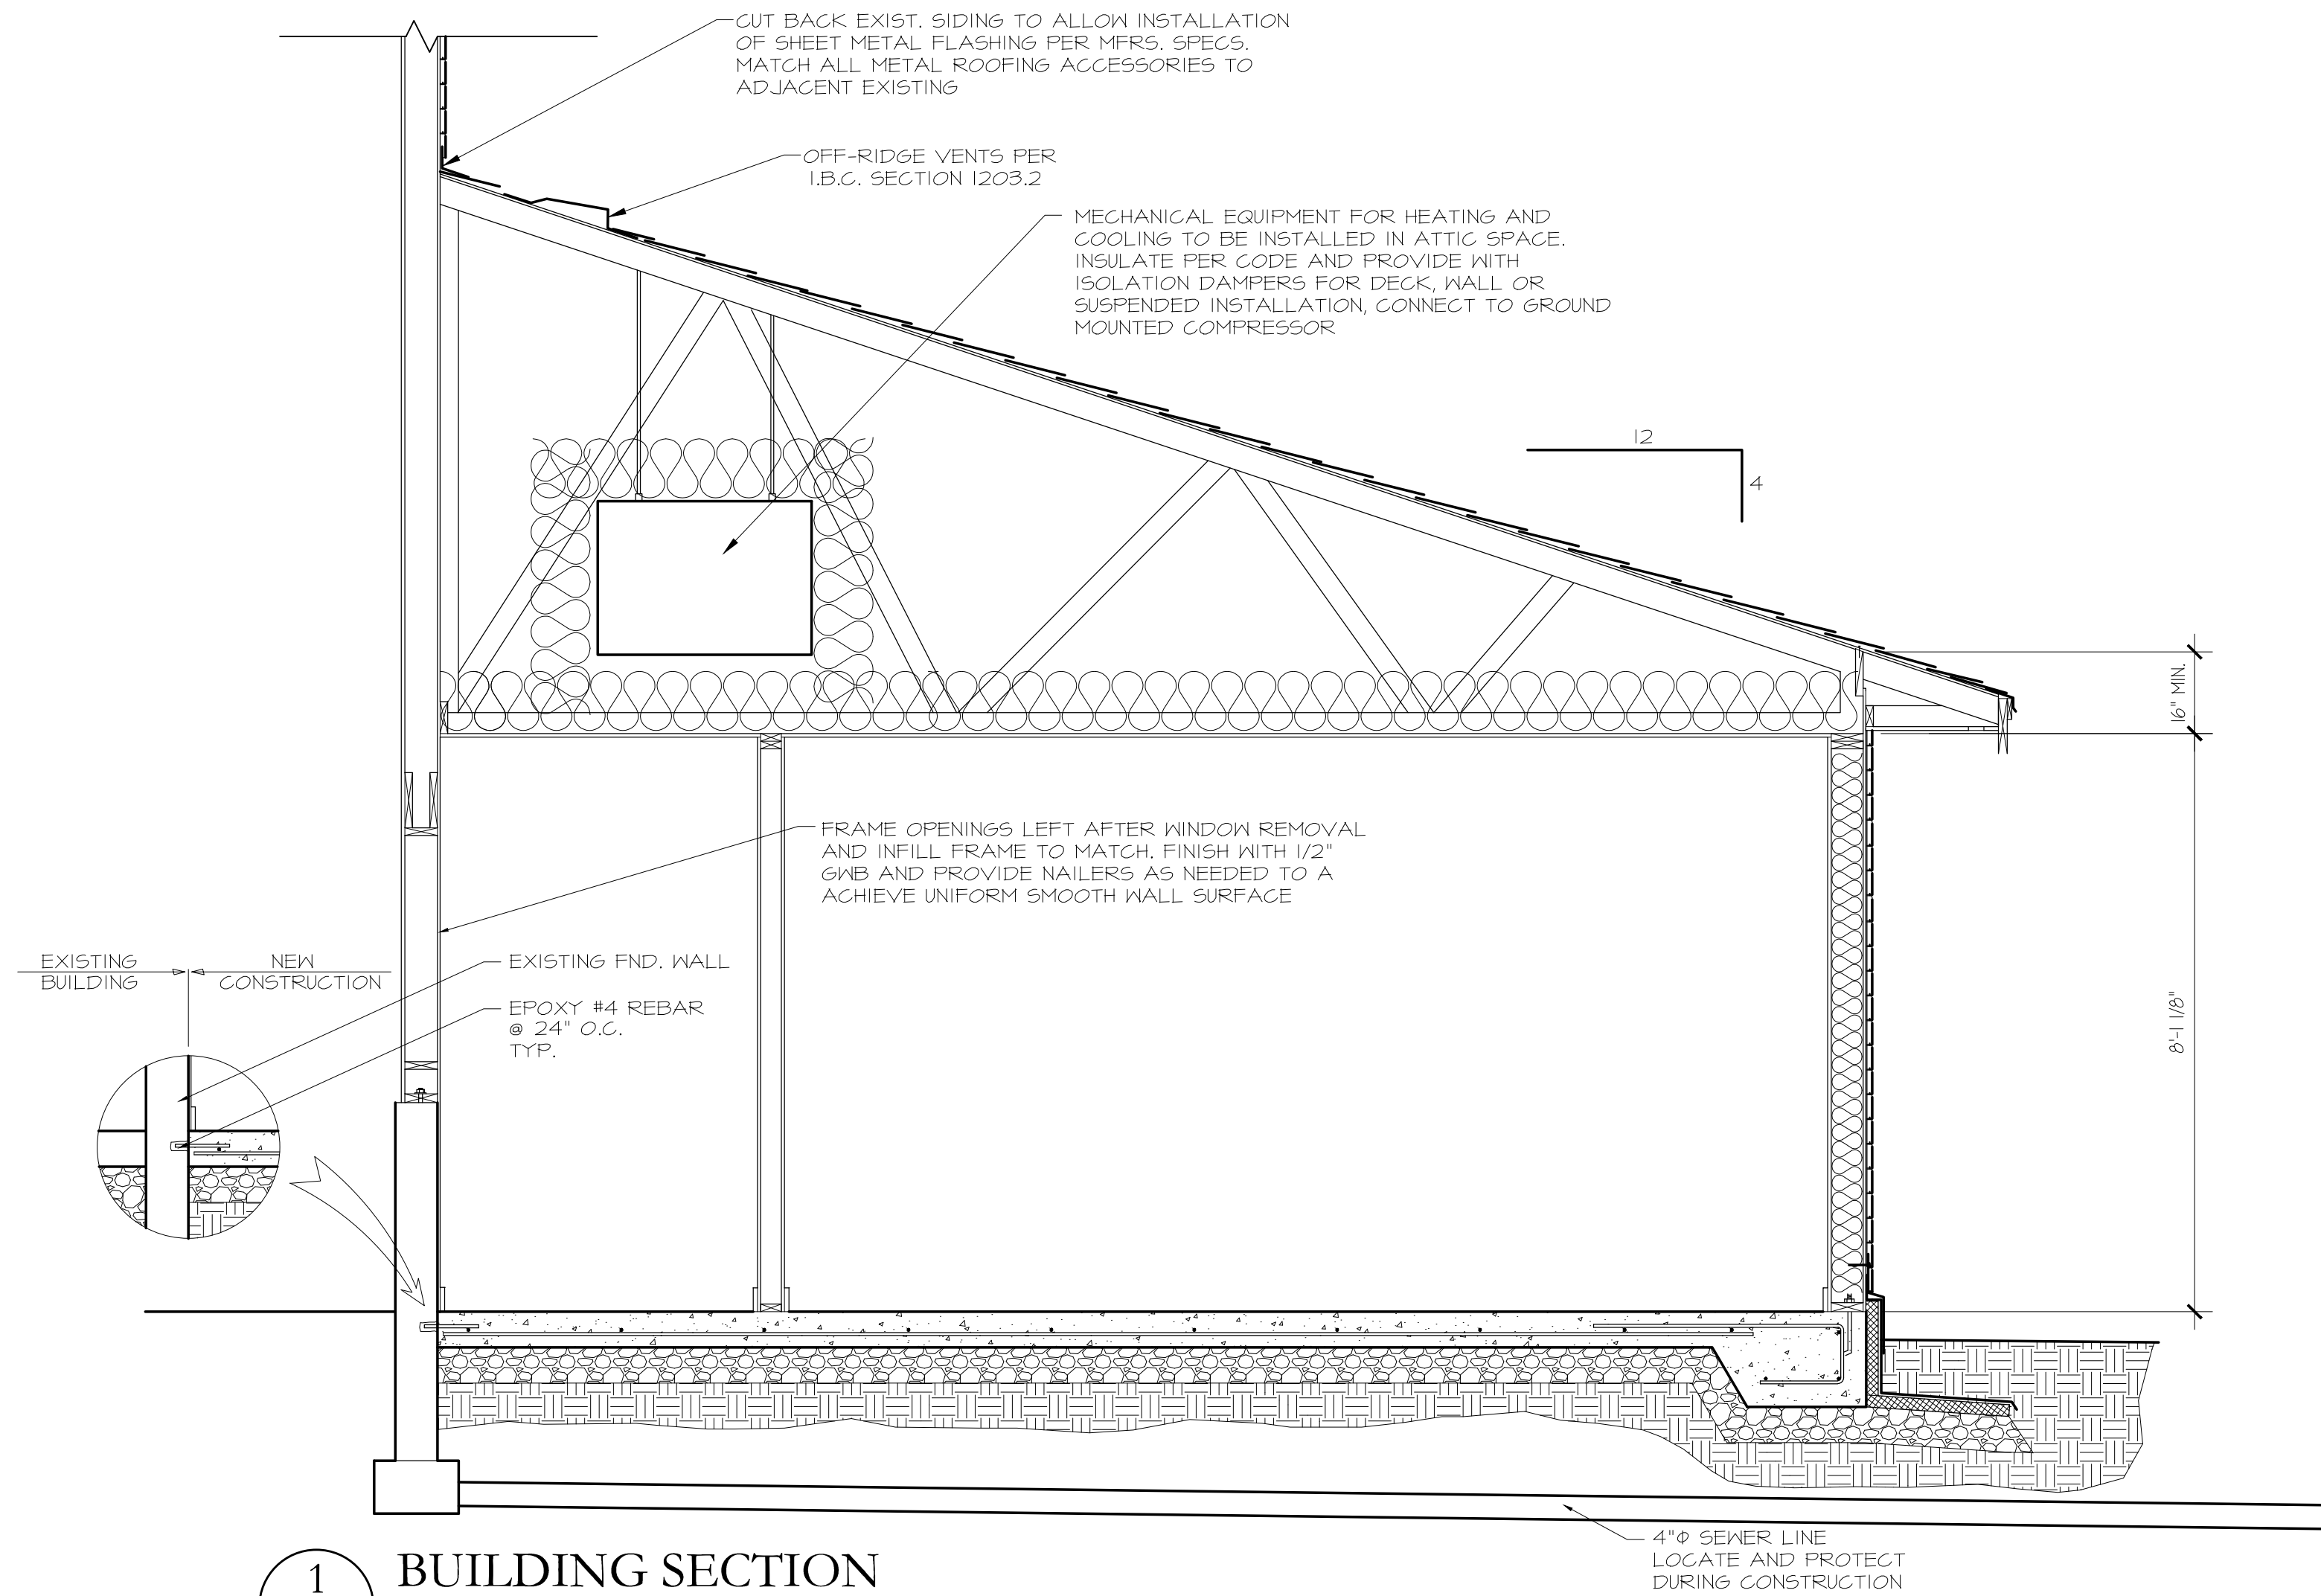 CUT BACK EXIST. SIDING TO ALLOW INSTALLATION
OF SHEET METAL FLASHING PER MFRS. SPECS.
MATCH ALL METAL ROOFING ACCESSORIES TO
ADJACENT EXISTING
OFF-RIDGE VENTS PER
I.B.C. SECTION 1203.2
MECHANICAL EQUIPMENT FOR HEATING AND
COOLING TO BE INSTALLED IN ATTIC SPACE.
INSULATE PER CODE AND PROVIDE WITH
ISOLATION DAMPERS FOR DECK, WALL OR
SUSPENDED INSTALLATION, CONNECT TO GROUND
MOUNTED COMPRESSOR
12
4
16" MIN.
FRAME OPENINGS LEFT AFTER WINDOW REMOVAL
AND INFILL FRAME TO MATCH. FINISH WITH 1/2"
GWB AND PROVIDE NAILERS AS NEEDED TO A
ACHIEVE UNIFORM SMOOTH WALL SURFACE
EXISTING
BUILDING
NEW
CONSTRUCTION
EXISTING FND. WALL
EPOXY #4 REBAR
@ 24" O.C.
TYP.
8'-1 1/8"
4"Φ SEWER LINE
LOCATE AND PROTECT
DURING CONSTRUCTION
1
BUILDING SECTION